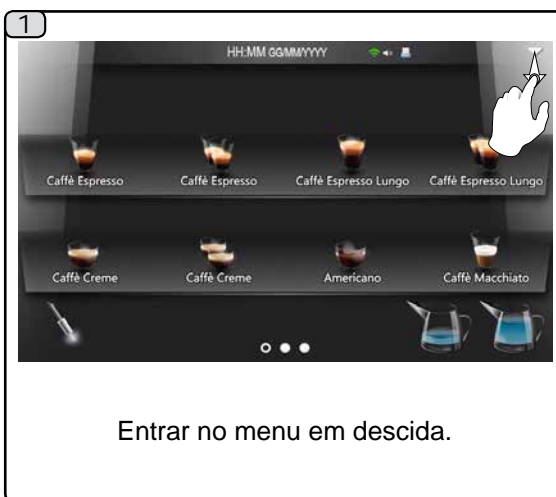 1
HH:MM GG/MM/YYYY
Caffè Espresso Caffè Espresso Caffè Espresso Lungo Caffè Espresso Lungo
Caffè Creme Caffè Creme Americano Caffè Macchiato
Entrar no menu em descida.